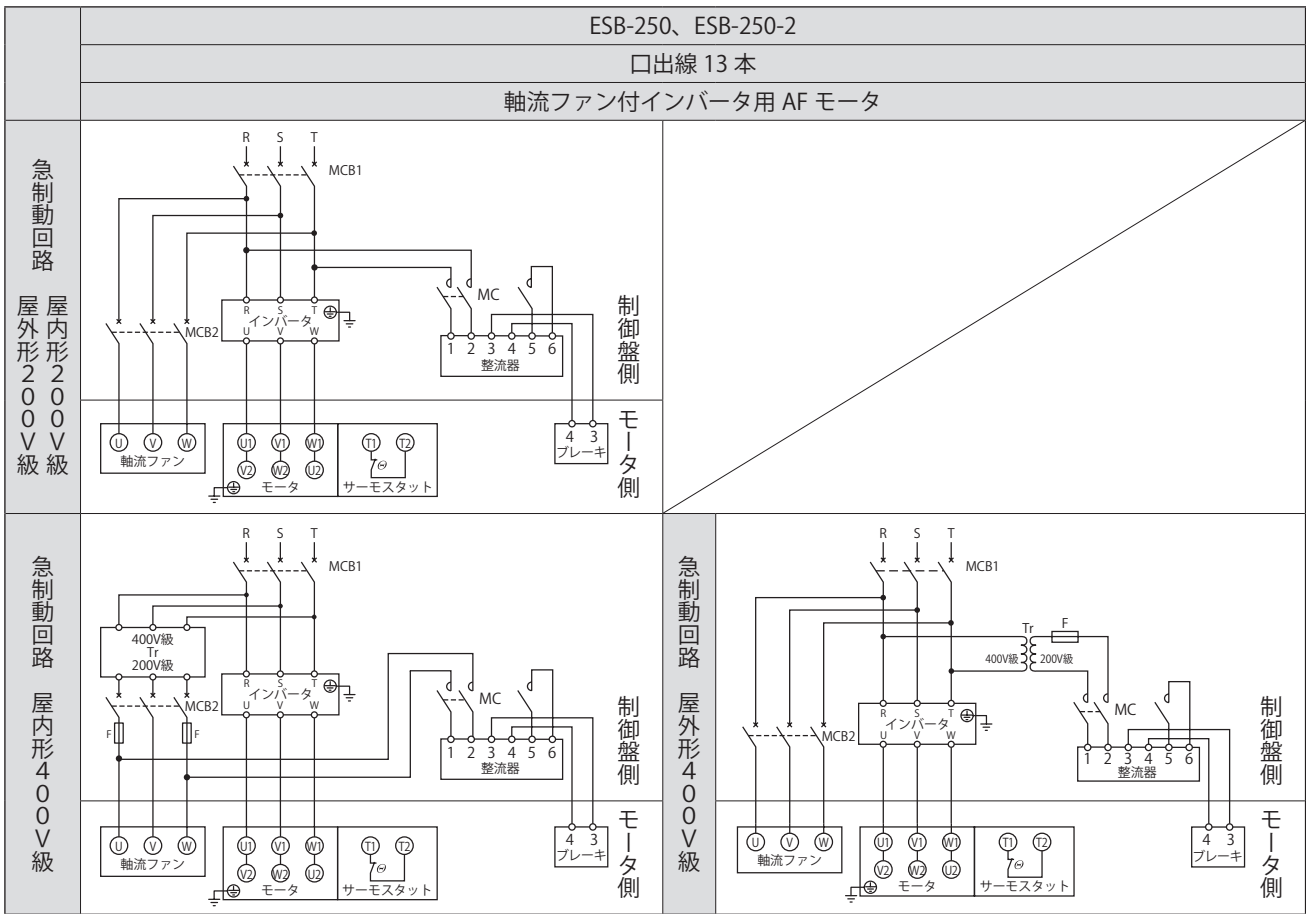 ESB-250、ESB-250-2
口出線 13 本
軸流ファン付インバータ用 AF モータ
急制動回路
屋内形200V級
屋外形200V級
R S T
MCB1
MC
R S T
インバータ
U V W
MCB2
1 2 3 4 5 6
整流器
制御盤側
U V W
軸流ファン
U1 V1 W1
V2 W2 U2
モータ
T1 T2
Θ
サーモスタット
4 3
ブレーキ
モータ側
急制動回路
屋内形400V級
R S T
MCB1
400V級
Tr
200V級
R S T
インバータ
U V W
MCB2
F F
MC
1 2 3 4 5 6
整流器
制御盤側
U V W
軸流ファン
U1 V1 W1
V2 W2 U2
モータ
T1 T2
Θ
サーモスタット
4 3
ブレーキ
モータ側
急制動回路
屋外形400V級
R S T
MCB1
Tr F
400V級 200V級
MC
R S T
インバータ
U V W
MCB2
1 2 3 4 5 6
整流器
制御盤側
U V W
軸流ファン
U1 V1 W1
V2 W2 U2
モータ
T1 T2
Θ
サーモスタット
4 3
ブレーキ
モータ側